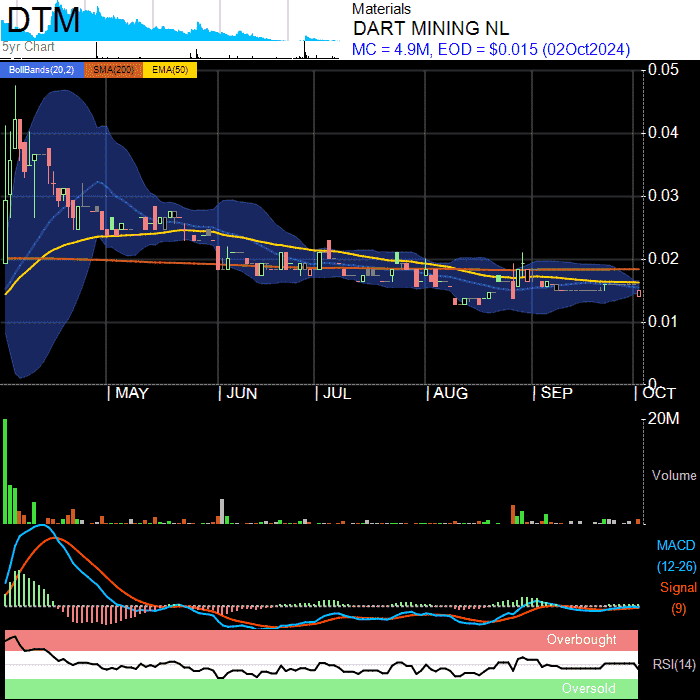 DTM
5yr Chart
Materials
DART MINING NL
MC = 4.9M, EOD = $0.015 (02Oct2024)
BollBands(20,2) SMA(200) EMA(50)
0.05
0.04
0.03
0.02
0.01
0
MAY JUN JUL AUG SEP OCT
20M
Volume
MACD
(12-26)
Signal
(9)
Overbought
RSI(14)
Oversold